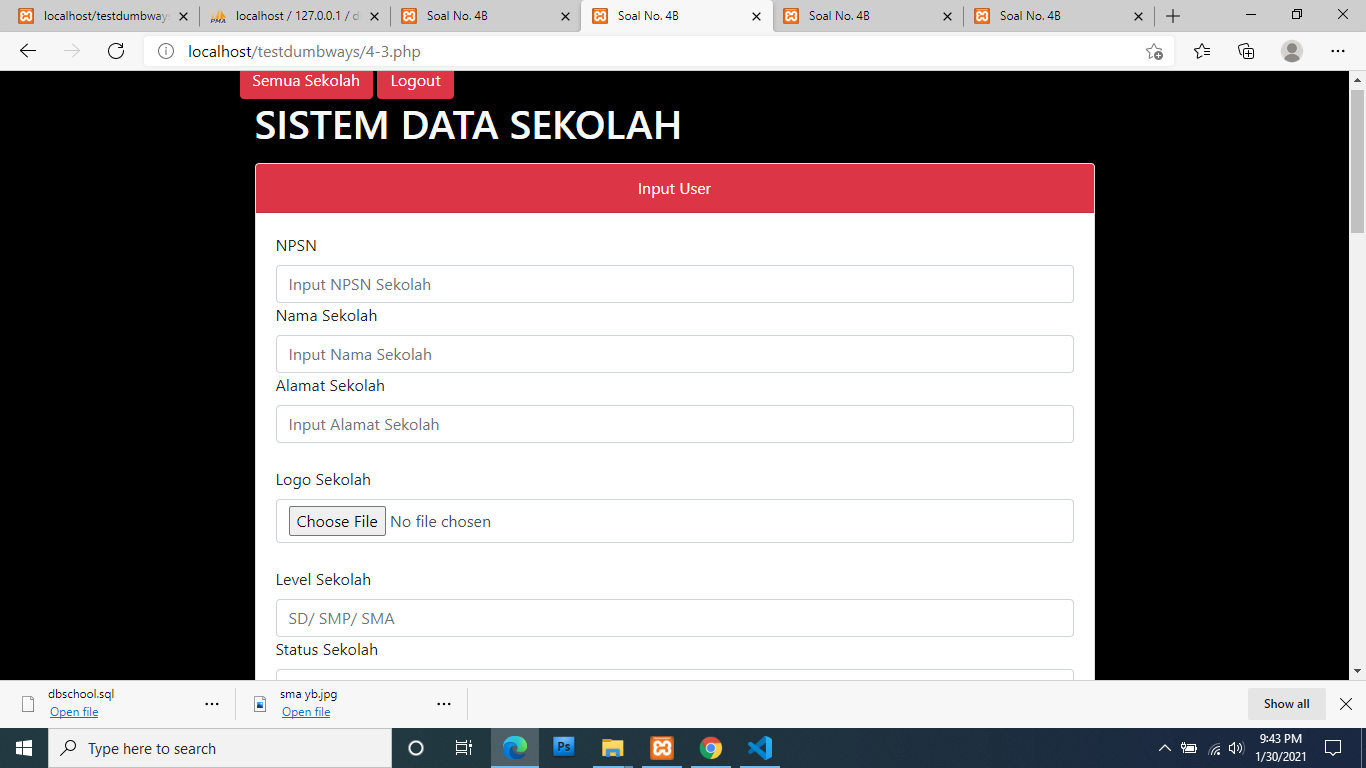 localhost/testdumbways
localhost / 127.0.0.1 / d
Soal No. 4B
Soal No. 4B
Soal No. 4B
Soal No. 4B
localhost/testdumbways/4-3.php
Semua Sekolah
Logout
SISTEM DATA SEKOLAH
Input User
NPSN
Input NPSN Sekolah
Nama Sekolah
Input Nama Sekolah
Alamat Sekolah
Input Alamat Sekolah
Logo Sekolah
Choose File No file chosen
Level Sekolah
SD/ SMP/ SMA
Status Sekolah
dbschool.sql
Open file
sma yb.jpg
Open file
Show all
Type here to search
Ps
9:43 PM
1/30/2021